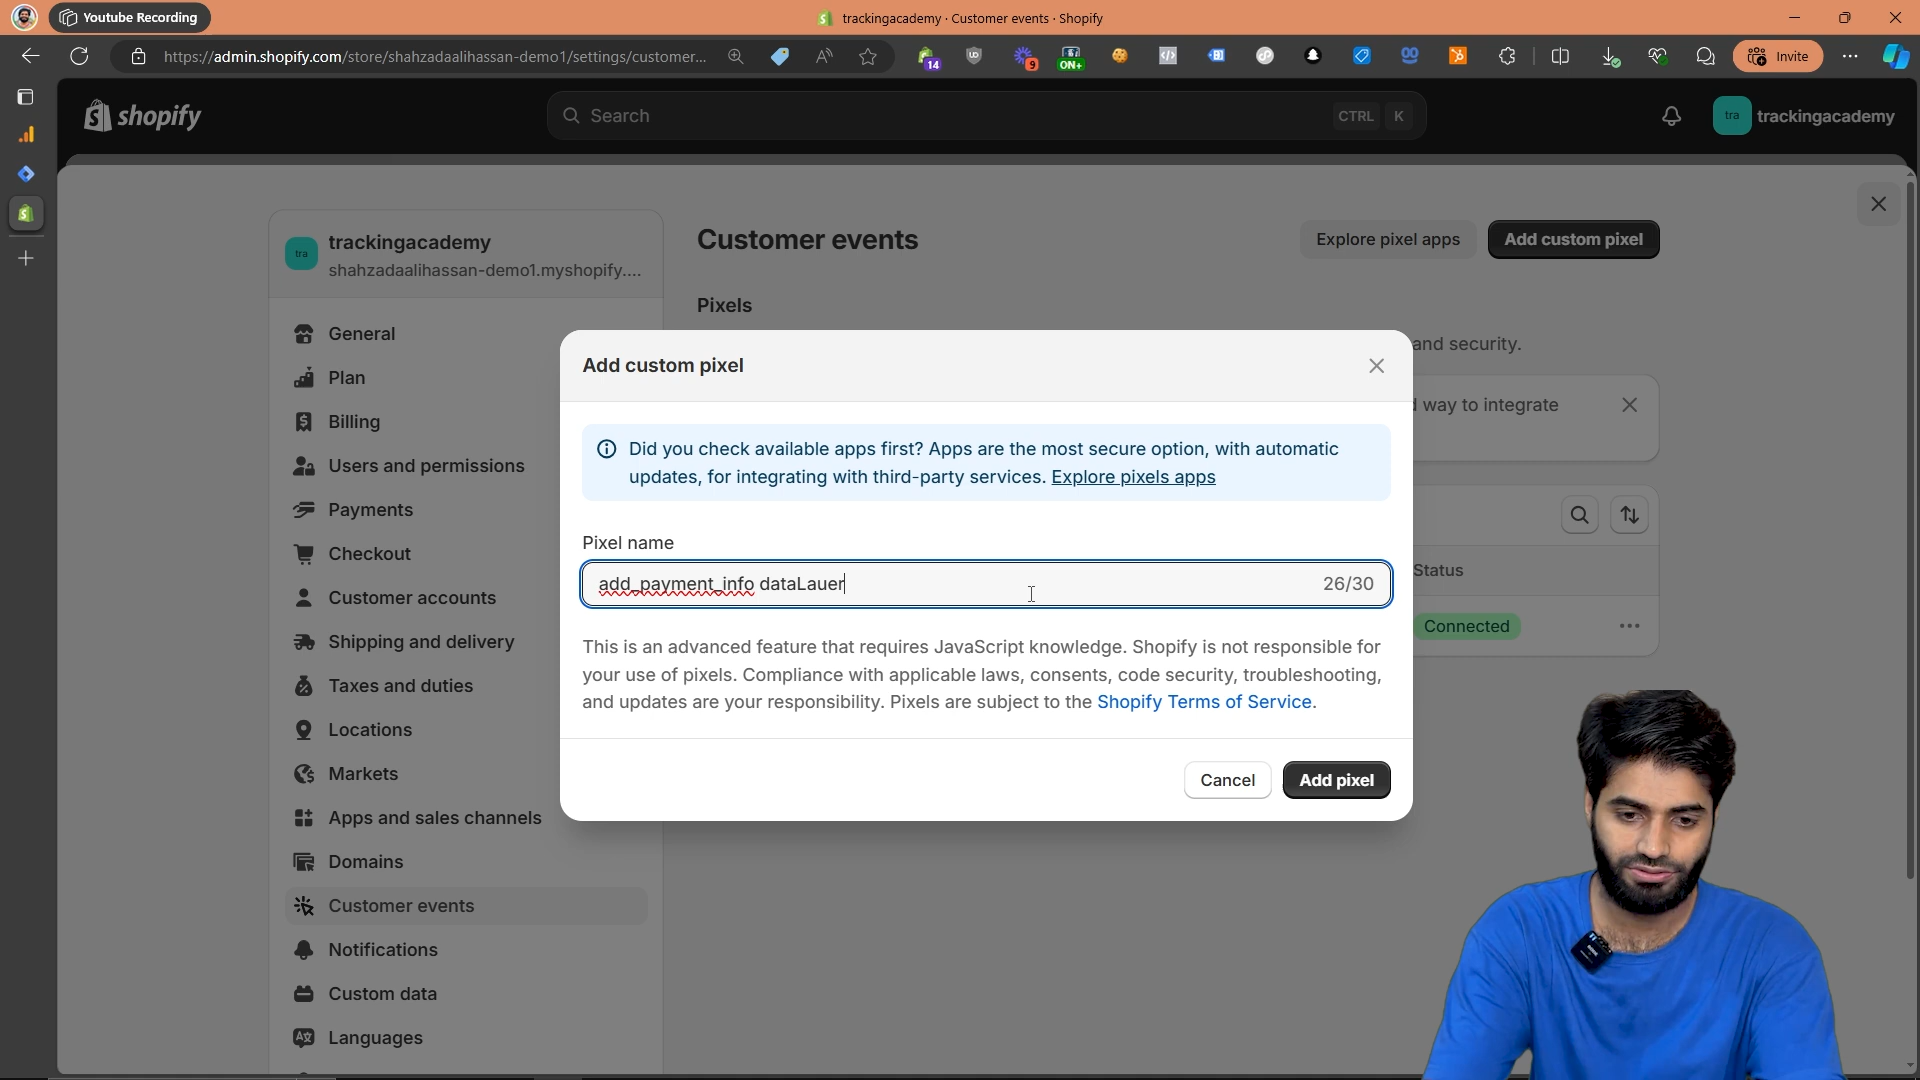 Youtube Recording
trackingacademy · Customer events · Shopify
https://admin.shopify.com/store/shahzadaalihassan-demo1/settings/customer...
14
9
ON+
Invite
shopify
Search
CTRL K
tra trackingacademy
tra
trackingacademy
shahzadaalihassan-demo1.myshopify....
General
Plan
Billing
Users and permissions
Payments
Checkout
Customer accounts
Shipping and delivery
Taxes and duties
Locations
Markets
Apps and sales channels
Domains
Customer events
Notifications
Custom data
Languages
Customer events
Explore pixel apps
Add custom pixel
Pixels
and security.
way to integrate
Status
Connected
Add custom pixel
Did you check available apps first? Apps are the most secure option, with automatic
updates, for integrating with third-party services. Explore pixels apps
Pixel name
add_payment_info dataLauer
26/30
This is an advanced feature that requires JavaScript knowledge. Shopify is not responsible for
your use of pixels. Compliance with applicable laws, consents, code security, troubleshooting,
and updates are your responsibility. Pixels are subject to the Shopify Terms of Service.
Cancel
Add pixel